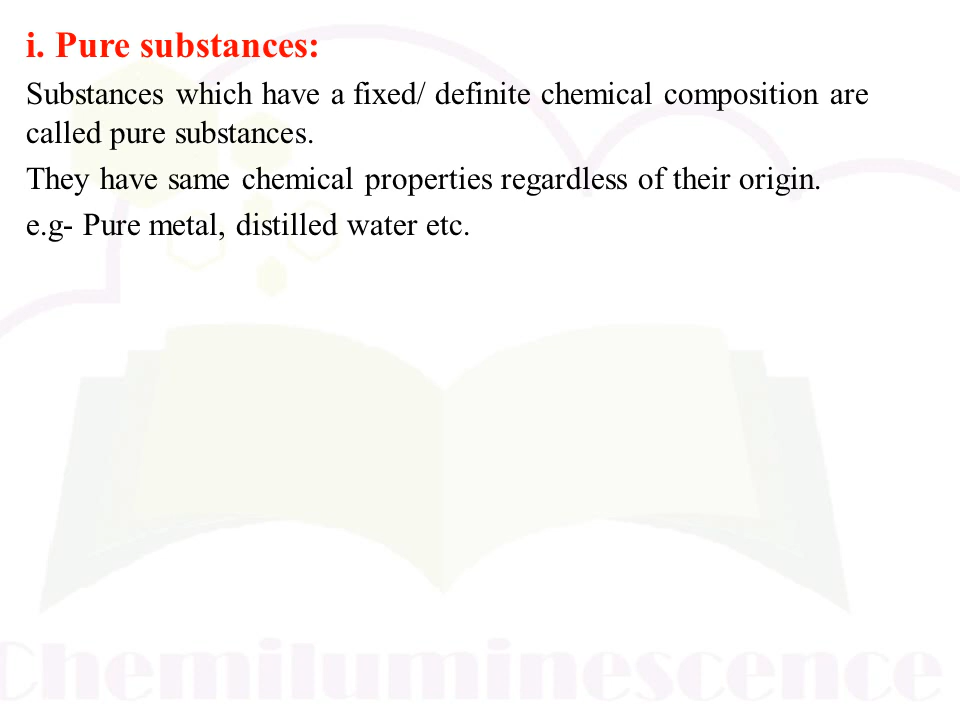 i. Pure substances:
Substances which have a fixed/ definite chemical composition are
called pure substances.
They have same chemical properties regardless of their origin.
e.g- Pure metal, distilled water etc.
Chemiluminescence